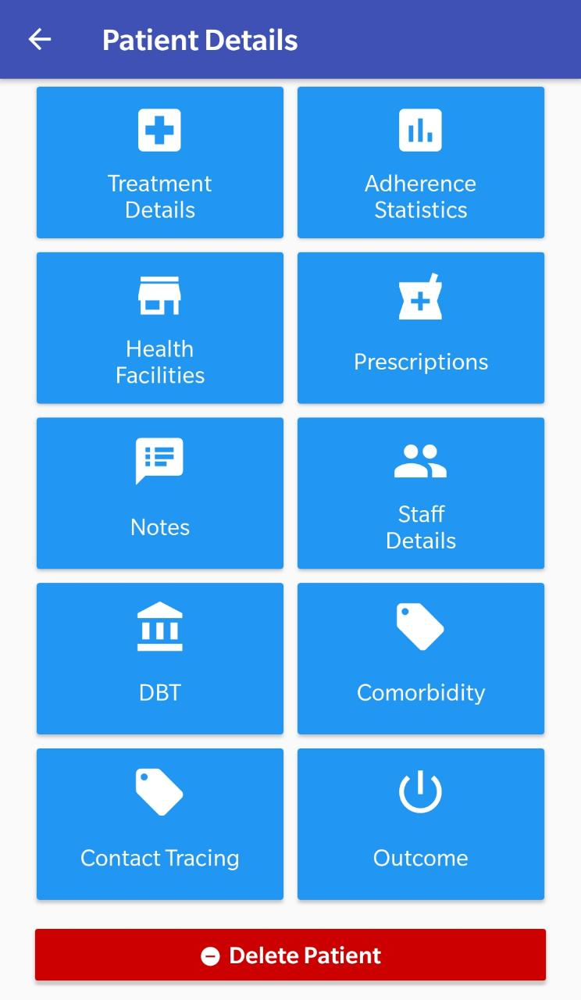 Patient Details
Treatment
Details
Adherence
Statistics
Health
Facilities
Prescriptions
Notes
Staff
Details
DBT
Comorbidity
Contact Tracing
Outcome
Delete Patient